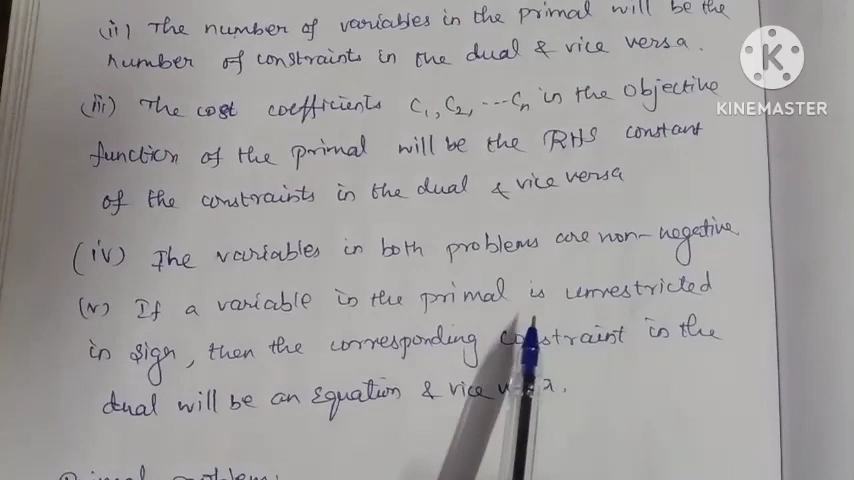 (ii) The number of variables in the primal will be the
number of constraints in the dual & vice versa.
(iii) The cost coefficients C1, C2, ---Cn in the Objective
function of the primal will be the RHS constant
of the constraints in the dual & vice versa
(iv) The variables in both problems are non-negative
(v) If a variable in the primal is unrestricted
in sign, then the corresponding constraint in the
dual will be an Equation & vice
problem:
K
KINEMASTER